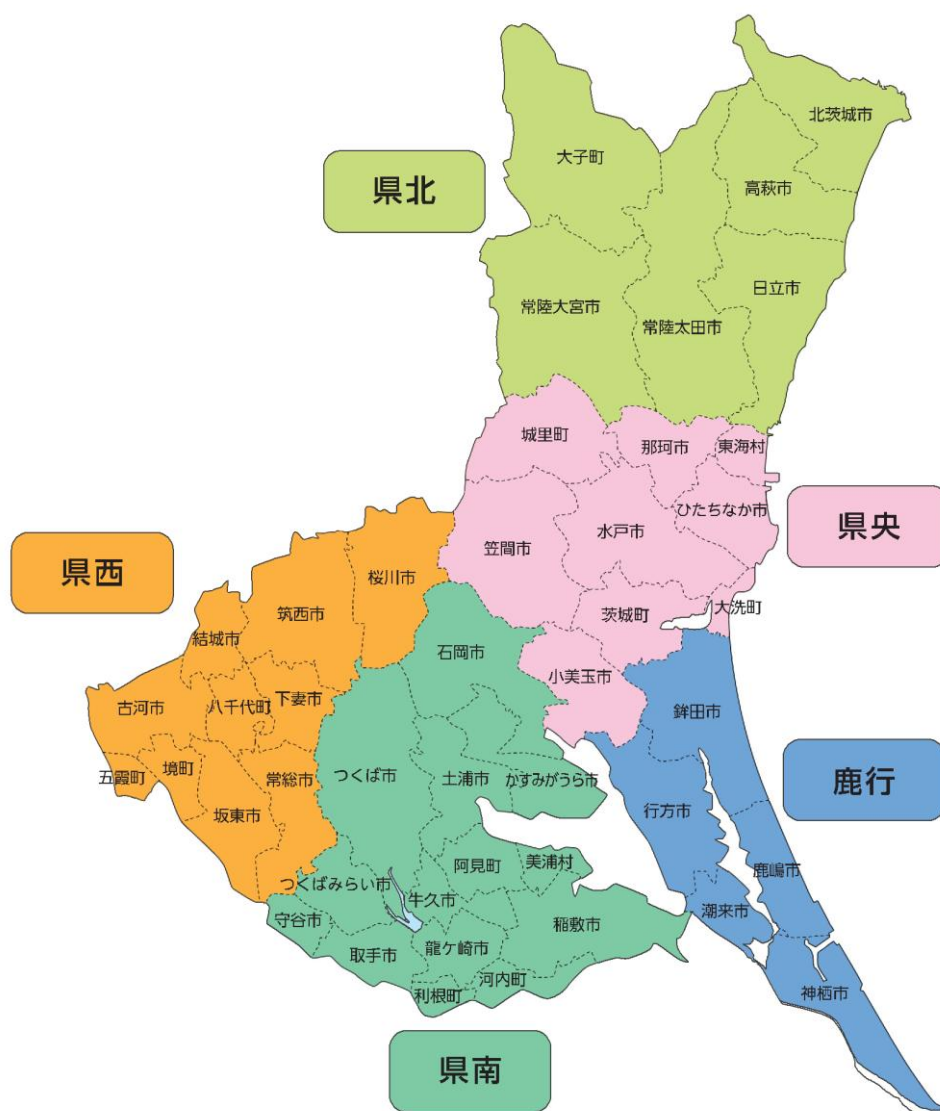 北茨城市
大子町
県北
高萩市
日立市
常陸大宮市
常陸太田市
城里町
那珂市
東海村
ひたちなか市
県央
水戸市
笠間市
県西
桜川市
筑西市
茨城町
大洗町
結城市
石岡市
小美玉市
下妻市
古河市
八千代町
鉾田市
五霞町
境町
常総市
つくば市
土浦市
かすみがうら市
鹿行
坂東市
行方市
阿見町
美浦村
鹿嶋市
つくばみらい市
牛久市
潮来市
守谷市
稲敷市
取手市
龍ケ崎市
河内町
神栖市
利根町
県南